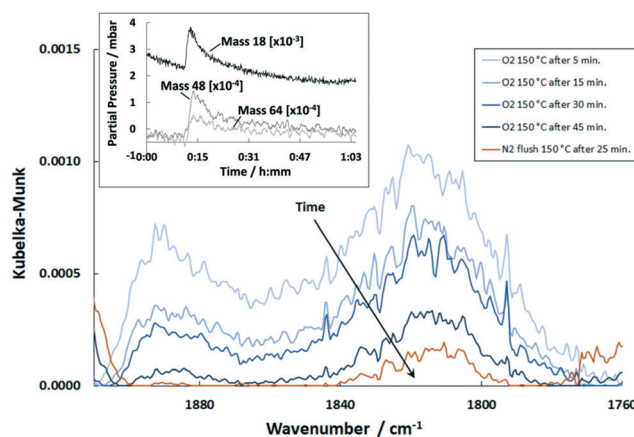 0.0015
0.0010
0.0005
0.0000
Kubelka-Munk
1880
1840
1800
1760
Wavenumber / cm⁻¹
Partial Pressure / mbar
4
3
2
1
0
-10:00
0:15
0:31
0:47
1:03
Time / h:mm
Mass 18 [x10⁻³]
Mass 48 [x10⁻⁴]
Mass 64 [x10⁻⁴]
O2 150 °C after 5 min.
O2 150 °C after 15 min.
O2 150 °C after 30 min.
O2 150 °C after 45 min.
N2 flush 150 °C after 25 min.
Time